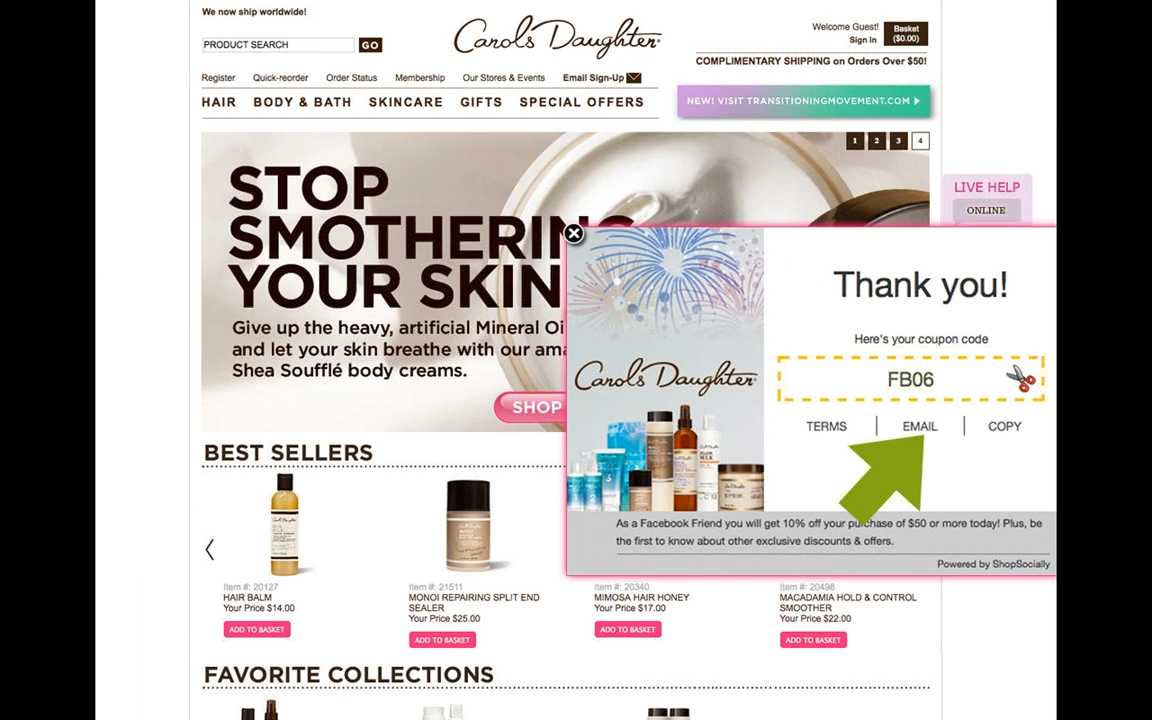 We now ship worldwide!
PRODUCT SEARCH
GO
Carol's Daughter
Welcome Guest!
Sign In
Basket
($0.00)
COMPLIMENTARY SHIPPING on Orders Over $50!
Register Quick-reorder Order Status Membership Our Stores & Events Email Sign-Up
HAIR BODY & BATH SKINCARE GIFTS SPECIAL OFFERS
NEW! VISIT TRANSITIONINGMOVEMENT.COM
1 2 3 4
STOP
SMOTHERIN
YOUR SKIN
Give up the heavy, artificial Mineral Oi
and let your skin breathe with our ama
Shea Soufflé body creams.
SHOP
LIVE HELP
ONLINE
Thank you!
Here's your coupon code
FB06
TERMS | EMAIL | COPY
Carol's Daughter
As a Facebook Friend you will get 10% off your purchase of $50 or more today! Plus, be
the first to know about other exclusive discounts & offers.
Powered by ShopSocially
BEST SELLERS
Item #: 20127
HAIR BALM
Your Price $14.00
ADD TO BASKET
Item #: 21511
MONOI REPAIRING SPLIT END
SEALER
Your Price $25.00
ADD TO BASKET
Item #: 20340
MIMOSA HAIR HONEY
Your Price $17.00
ADD TO BASKET
Item #: 20498
MACADAMIA HOLD & CONTROL
SMOOTHER
Your Price $22.00
ADD TO BASKET
FAVORITE COLLECTIONS